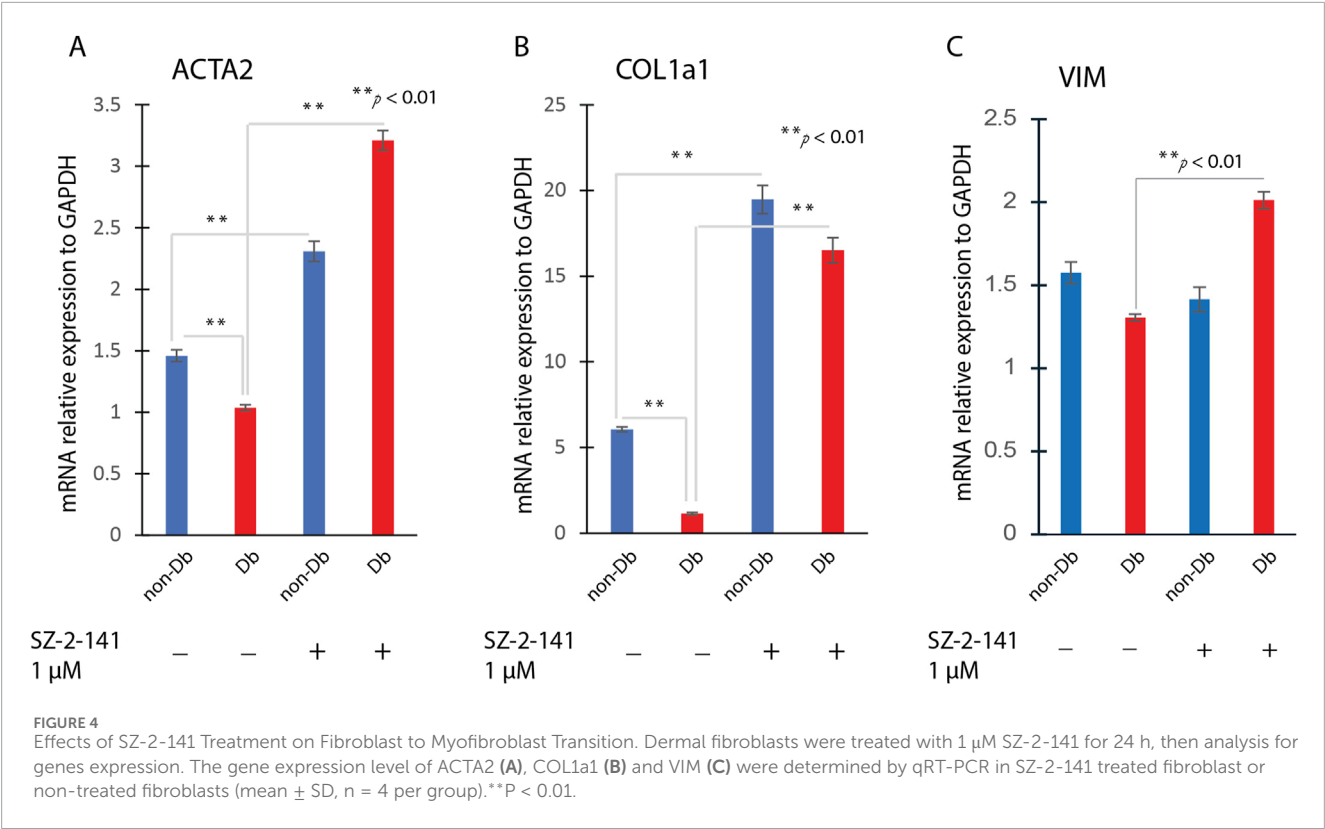 A
ACTA2
mRNA relative expression to GAPDH
3.5
3
2.5
2
1.5
1
0.5
0
**
**
**
**p < 0.01
non-Db
Db
non-Db
Db
SZ-2-141
1 μM
– – + +
B
COL1a1
mRNA relative expression to GAPDH
25
20
15
10
5
0
**p < 0.01
**
**
**
non-Db
Db
non-Db
Db
SZ-2-141
1 μM
– – + +
C
VIM
mRNA relative expression to GAPDH
2.5
2
1.5
1
0.5
0
**p < 0.01
non-Db
Db
non-Db
Db
SZ-2-141
1 μM
– – + +
FIGURE 4
Effects of SZ-2-141 Treatment on Fibroblast to Myofibroblast Transition. Dermal fibroblasts were treated with 1 μM SZ-2-141 for 24 h, then analysis for
genes expression. The gene expression level of ACTA2 (A), COL1a1 (B) and VIM (C) were determined by qRT-PCR in SZ-2-141 treated fibroblast or
non-treated fibroblasts (mean ± SD, n = 4 per group).**P < 0.01.